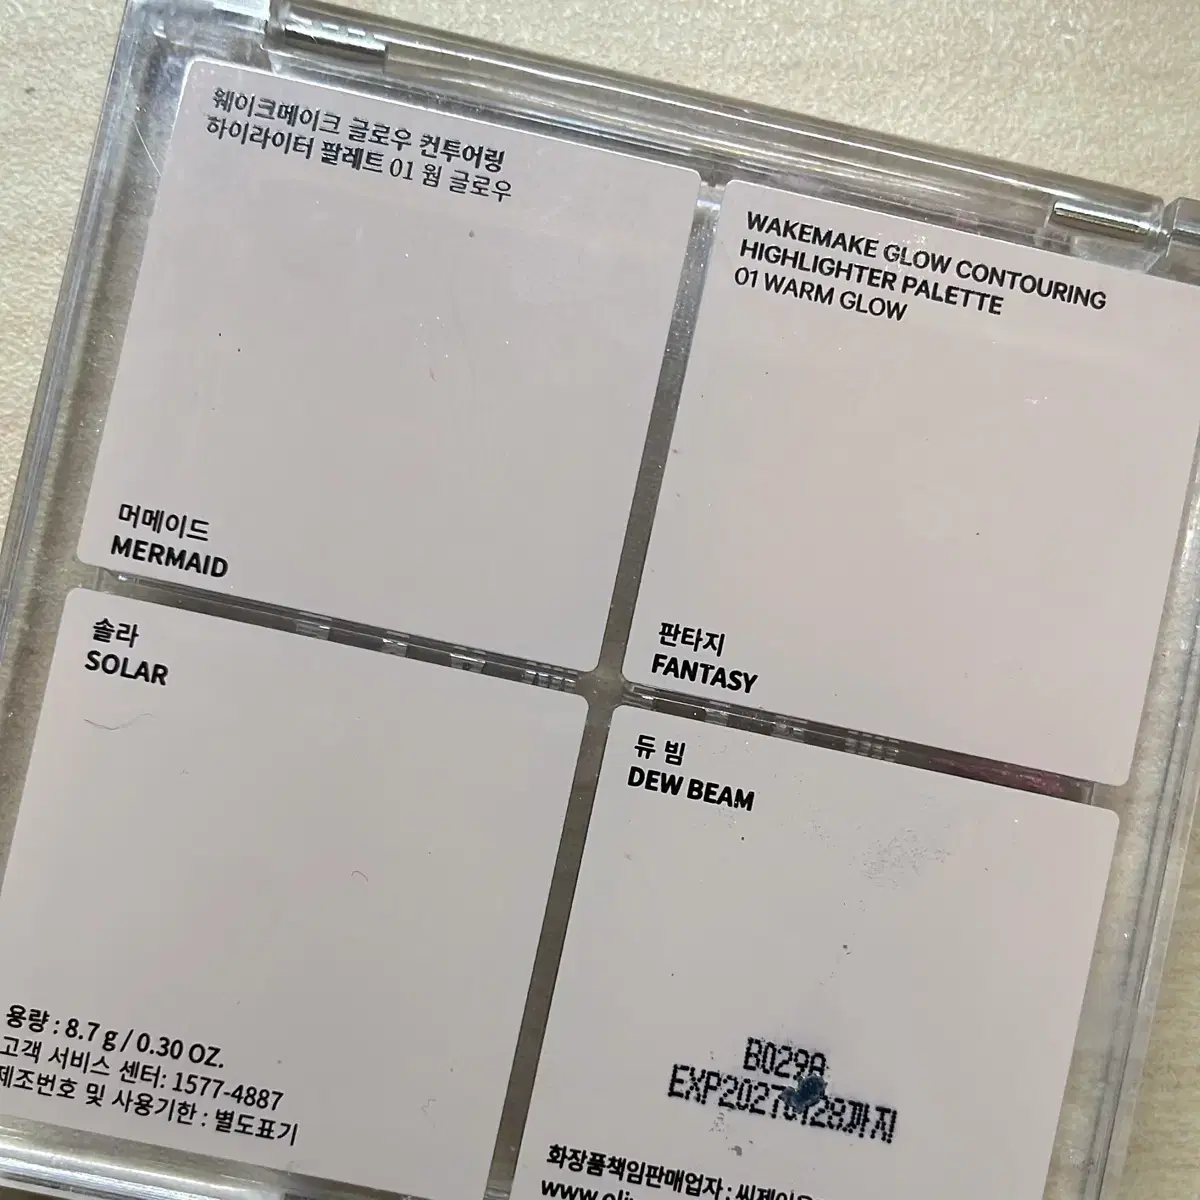 웨이크메이크 글로우 컨투어링
하이라이터 팔레트 01 웜 글로우
머메이드
MERMAID
WAKEMAKE GLOW CONTOURING
HIGHLIGHTER PALETTE
01 WARM GLOW
판타지
FANTASY
솔라
SOLAR
용량 : 8.7 g / 0.30 OZ.
고객 서비스 센터: 1577-4887
제조번호 및 사용기한 : 별도표기
듀 빔
DEW BEAM
B029A
까지
화장품책임판매업자 :